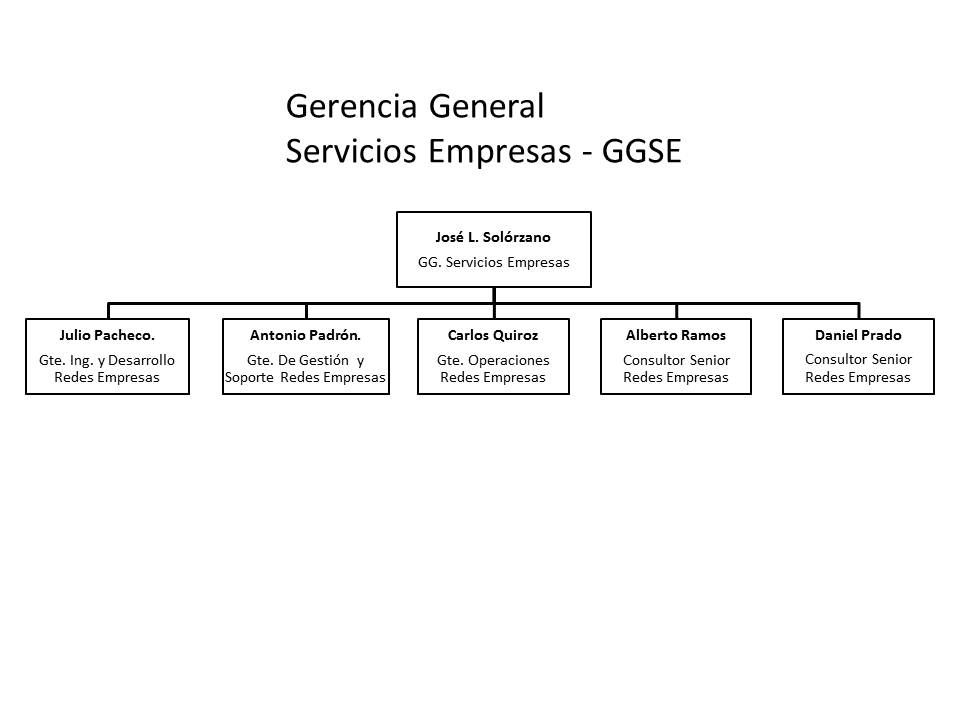 Gerencia General
Servicios Empresas - GGSE
José L. Solórzano
GG. Servicios Empresas
Julio Pacheco.
Gte. Ing. y Desarrollo
Redes Empresas
Antonio Padrón.
Gte. De Gestión y
Soporte Redes Empresas
Carlos Quiroz
Gte. Operaciones
Redes Empresas
Alberto Ramos
Consultor Senior
Redes Empresas
Daniel Prado
Consultor Senior
Redes Empresas